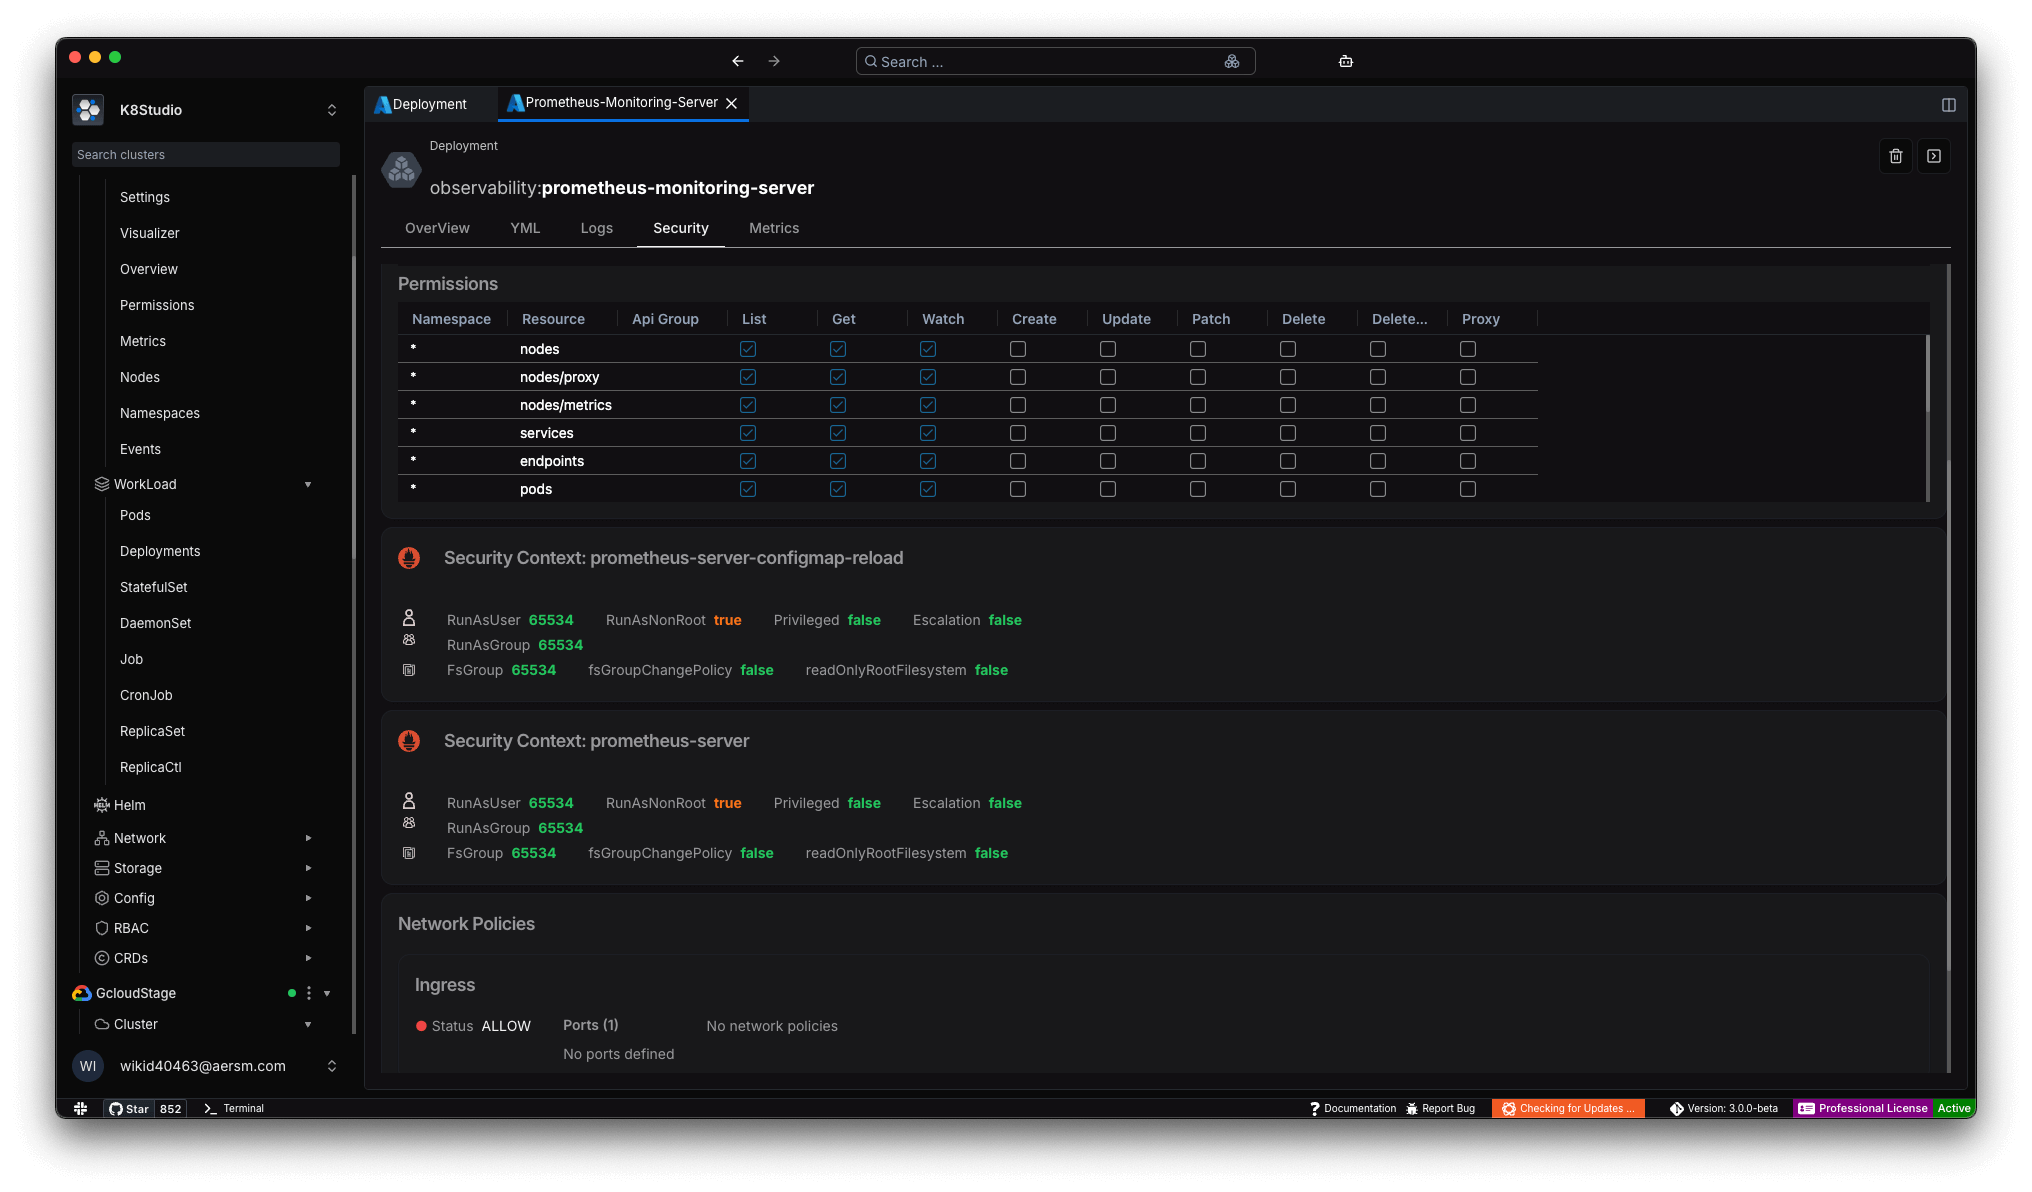 Search ...
K8Studio
Search clusters
Settings
Visualizer
Overview
Permissions
Metrics
Nodes
Namespaces
Events
WorkLoad
Pods
Deployments
StatefulSet
DaemonSet
Job
CronJob
ReplicaSet
ReplicaCtl
HELM Helm
Network
Storage
Config
RBAC
CRDs
GcloudStage
Cluster
WI wikid40463@aersm.com
Deployment Prometheus-Monitoring-Server
Deployment
observability:prometheus-monitoring-server
OverView YML Logs Security Metrics
Permissions
Namespace Resource Api Group List Get Watch Create Update Patch Delete Delete... Proxy
* nodes
* nodes/proxy
* nodes/metrics
* services
* endpoints
* pods
Security Context: prometheus-server-configmap-reload
RunAsUser 65534 RunAsNonRoot true Privileged false Escalation false
RunAsGroup 65534
FsGroup 65534 fsGroupChangePolicy false readOnlyRootFilesystem false
Security Context: prometheus-server
RunAsUser 65534 RunAsNonRoot true Privileged false Escalation false
RunAsGroup 65534
FsGroup 65534 fsGroupChangePolicy false readOnlyRootFilesystem false
Network Policies
Ingress
Status ALLOW Ports (1) No network policies
No ports defined
Star 852 Terminal Documentation Report Bug Checking for Updates ... Version: 3.0.0-beta Professional License Active